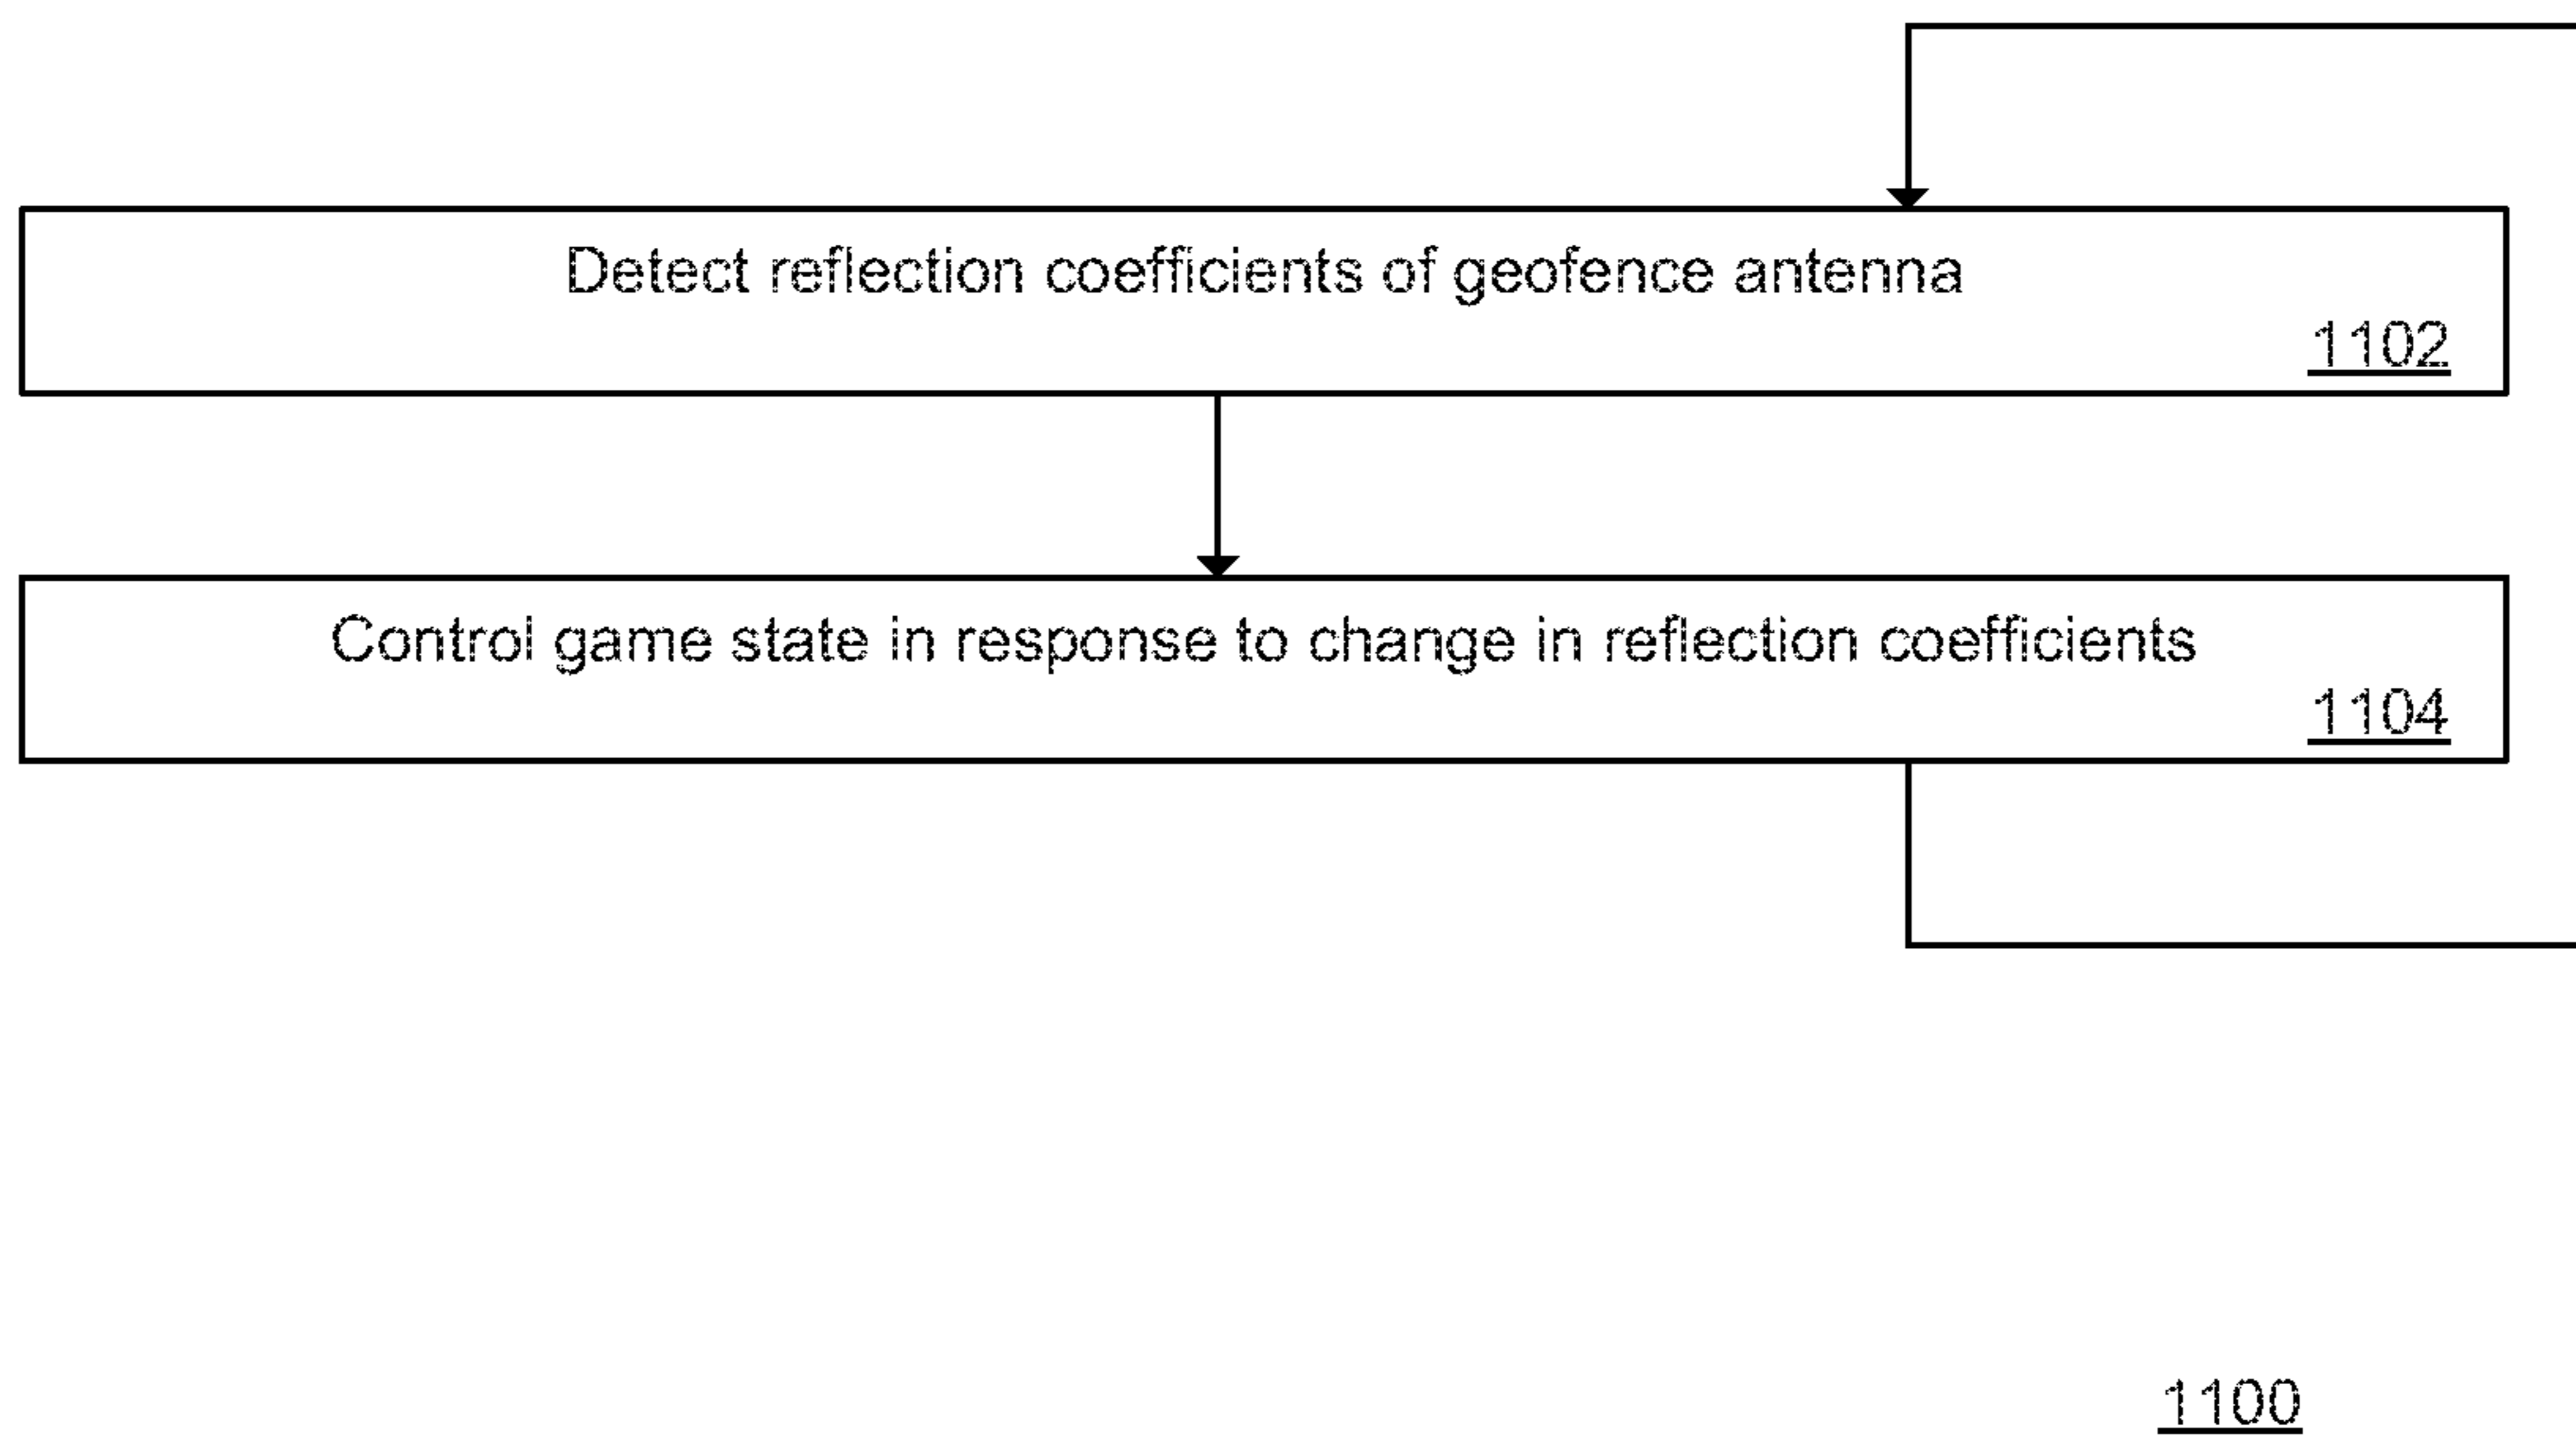 Detect reflection coefficients of geofence antenna
1102
Control game state in response to change in reflection coefficients
1104
1100